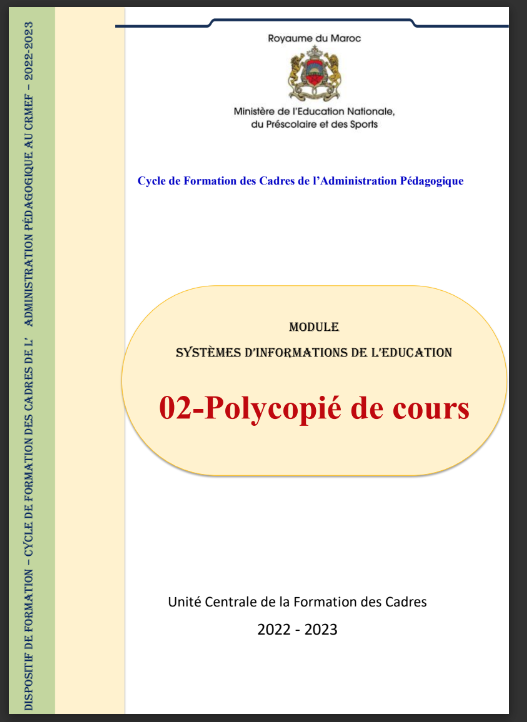 Royaume du Maroc
Ministère de l'Education Nationale,
du Préscolaire et des Sports
Cycle de Formation des Cadres de l'Administration Pédagogique
MODULE
SYSTÈMES D'INFORMATIONS DE L'EDUCATION
02-Polycopié de cours
Unité Centrale de la Formation des Cadres
2022 - 2023
DISPOSITIF DE FORMATION – CYCLE DE FORMATION DES CADRES DE L' ADMINISTRATION PÉDAGOGIQUE AU CRMEF – 2022-2023